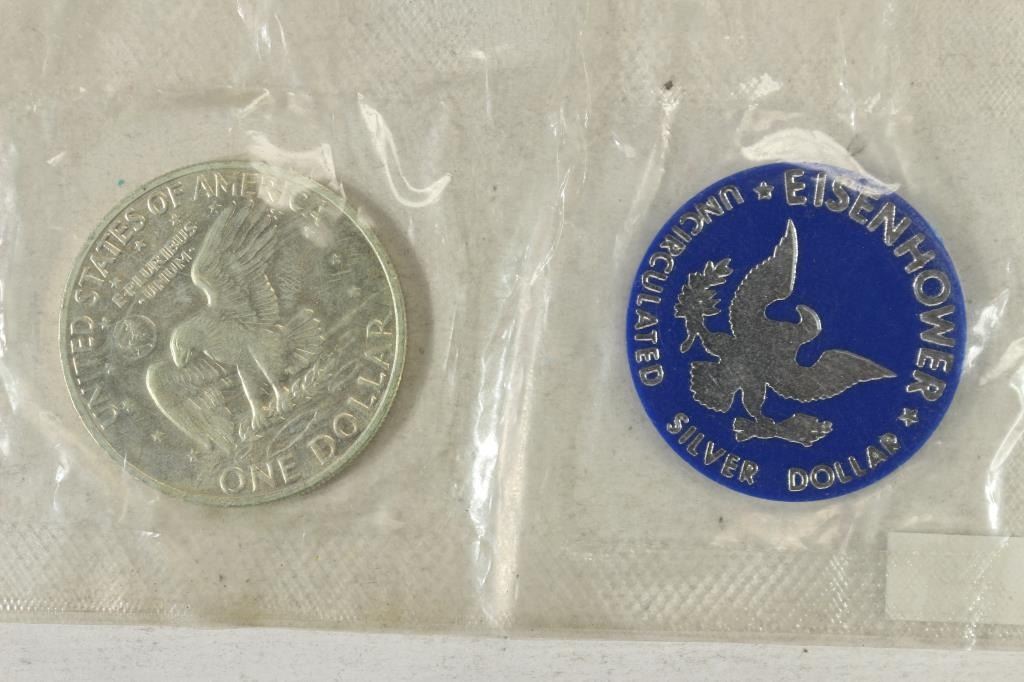 UNITED STATES OF AMERICA
E PLURIBUS
UNUM
ONE DOLLAR
EISENHOWER
UNCIRCULATED
SILVER DOLLAR